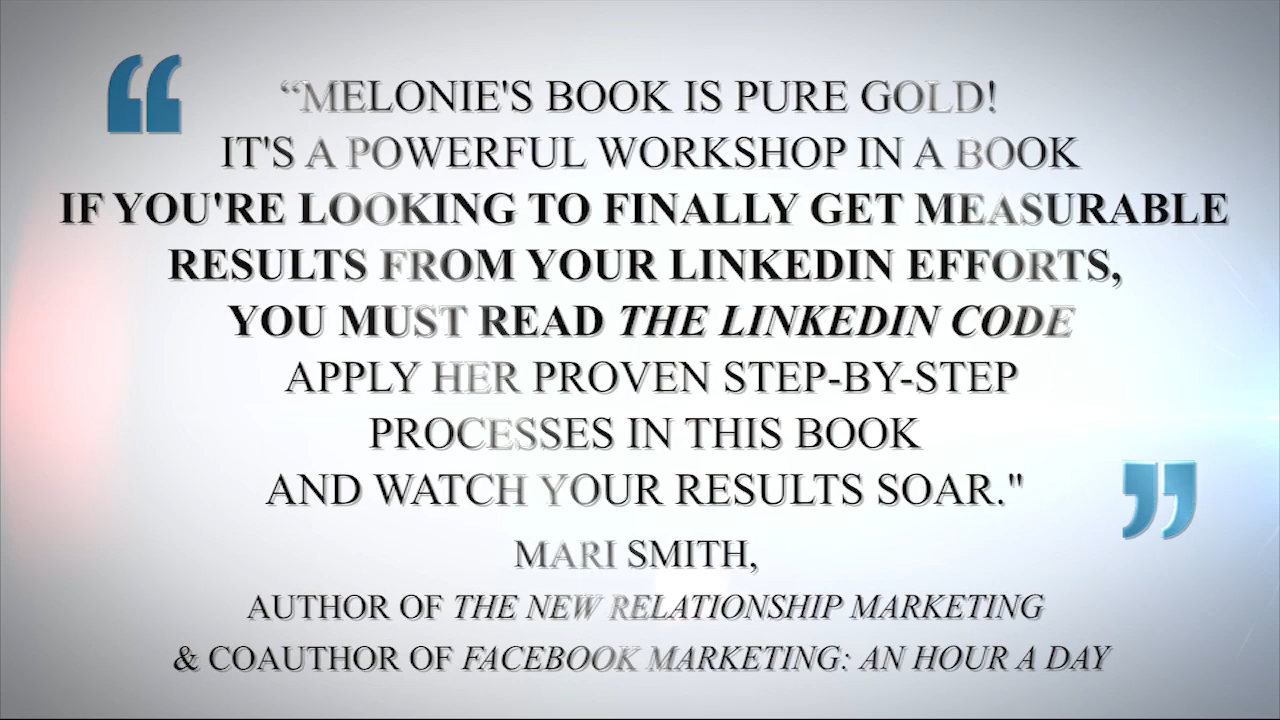 “MELONIE'S BOOK IS PURE GOLD!
IT'S A POWERFUL WORKSHOP IN A BOOK
IF YOU'RE LOOKING TO FINALLY GET MEASURABLE
RESULTS FROM YOUR LINKEDIN EFFORTS,
YOU MUST READ THE LINKEDIN CODE
APPLY HER PROVEN STEP-BY-STEP
PROCESSES IN THIS BOOK
AND WATCH YOUR RESULTS SOAR."
MARI SMITH,
AUTHOR OF THE NEW RELATIONSHIP MARKETING
& COAUTHOR OF FACEBOOK MARKETING: AN HOUR A DAY